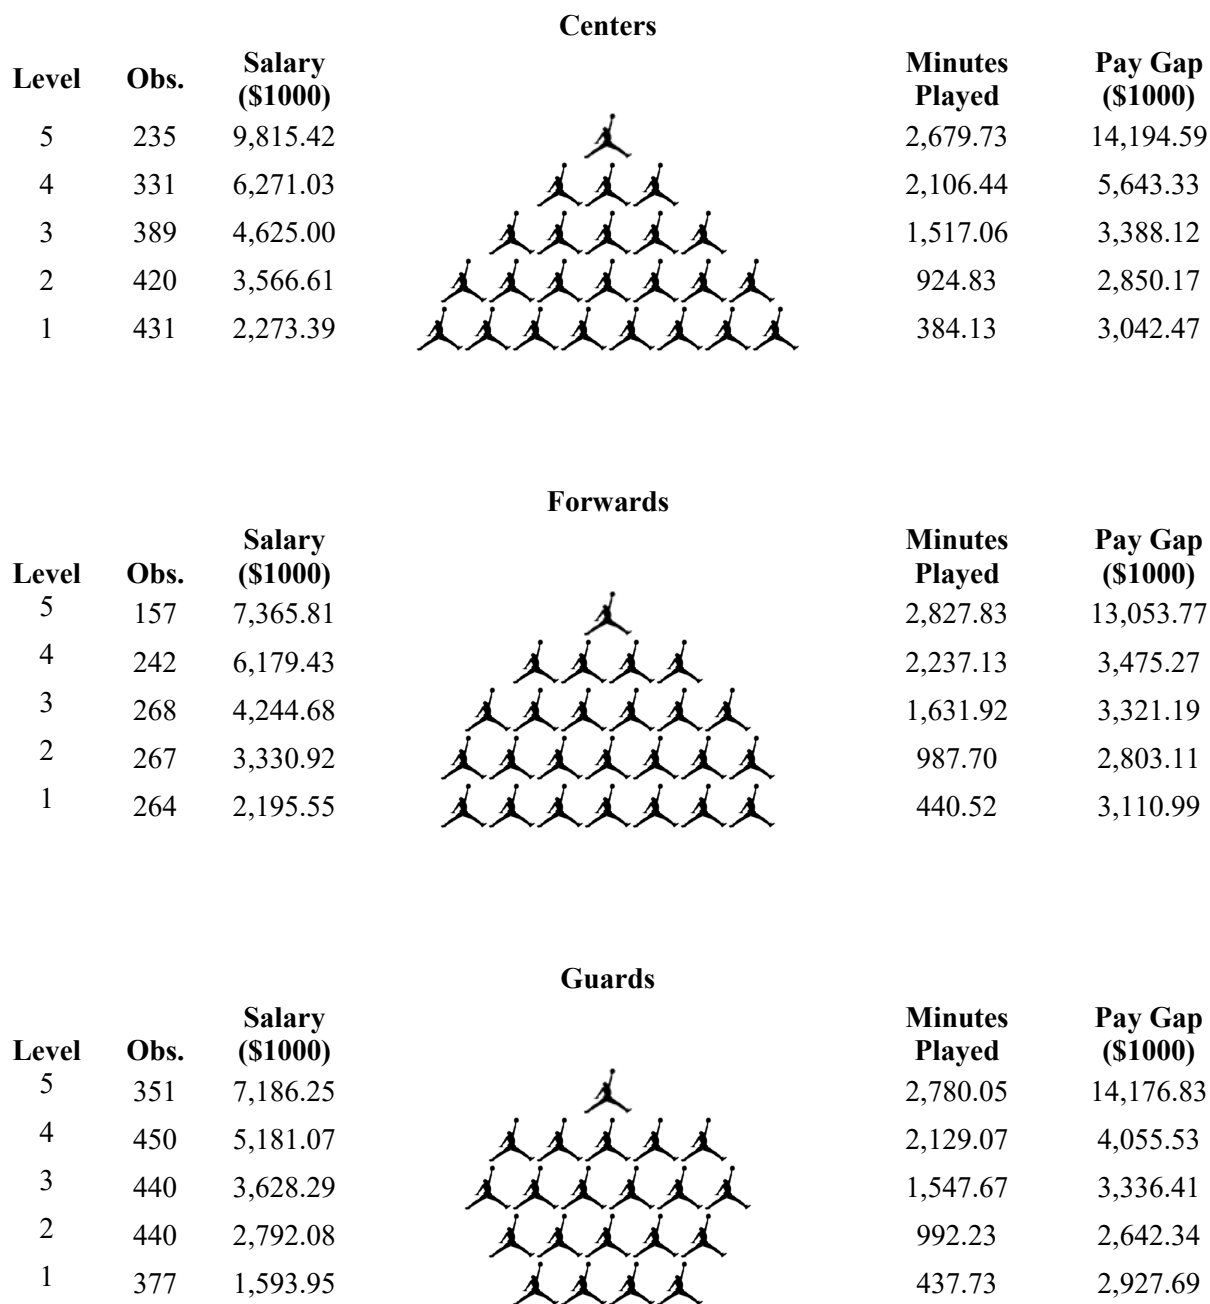 Centers
Level Obs. Salary ($1000) Minutes Played Pay Gap ($1000)
5 235 9,815.42 2,679.73 14,194.59
4 331 6,271.03 2,106.44 5,643.33
3 389 4,625.00 1,517.06 3,388.12
2 420 3,566.61 924.83 2,850.17
1 431 2,273.39 384.13 3,042.47
Forwards
Level Obs. Salary ($1000) Minutes Played Pay Gap ($1000)
5 157 7,365.81 2,827.83 13,053.77
4 242 6,179.43 2,237.13 3,475.27
3 268 4,244.68 1,631.92 3,321.19
2 267 3,330.92 987.70 2,803.11
1 264 2,195.55 440.52 3,110.99
Guards
Level Obs. Salary ($1000) Minutes Played Pay Gap ($1000)
5 351 7,186.25 2,780.05 14,176.83
4 450 5,181.07 2,129.07 4,055.53
3 440 3,628.29 1,547.67 3,336.41
2 440 2,792.08 992.23 2,642.34
1 377 1,593.95 437.73 2,927.69